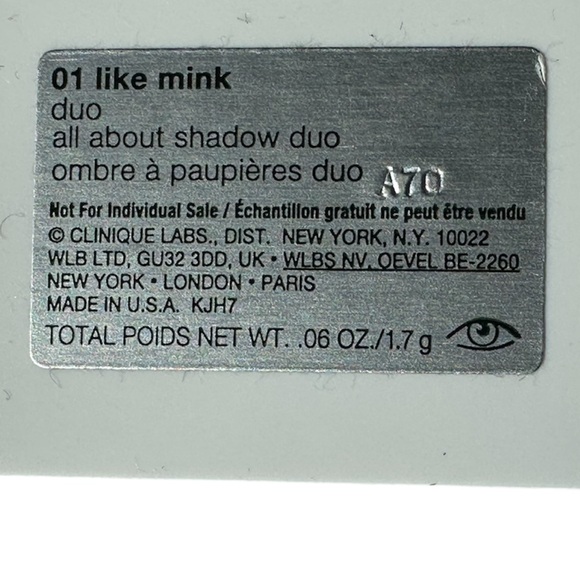 01 like mink
duo
all about shadow duo
ombre à paupières duo A70
Not For Individual Sale / Échantillon gratuit ne peut être vendu
© CLINIQUE LABS., DIST. NEW YORK, N.Y. 10022
WLB LTD, GU32 3DD, UK • WLBS NV, OEVEL BE-2260
NEW YORK • LONDON • PARIS
MADE IN U.S.A. KJH7
TOTAL POIDS NET WT. .06 OZ./1.7 g